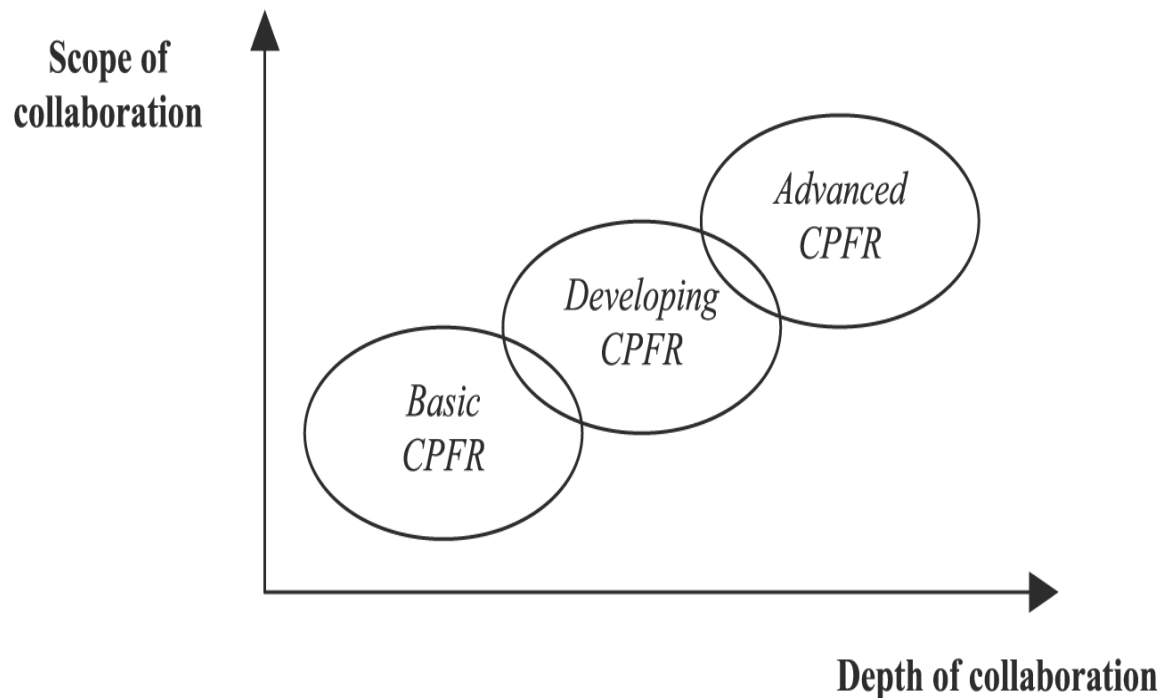 Scope of
collaboration
Advanced
CPFR
Developing
CPFR
Basic
CPFR
Depth of collaboration